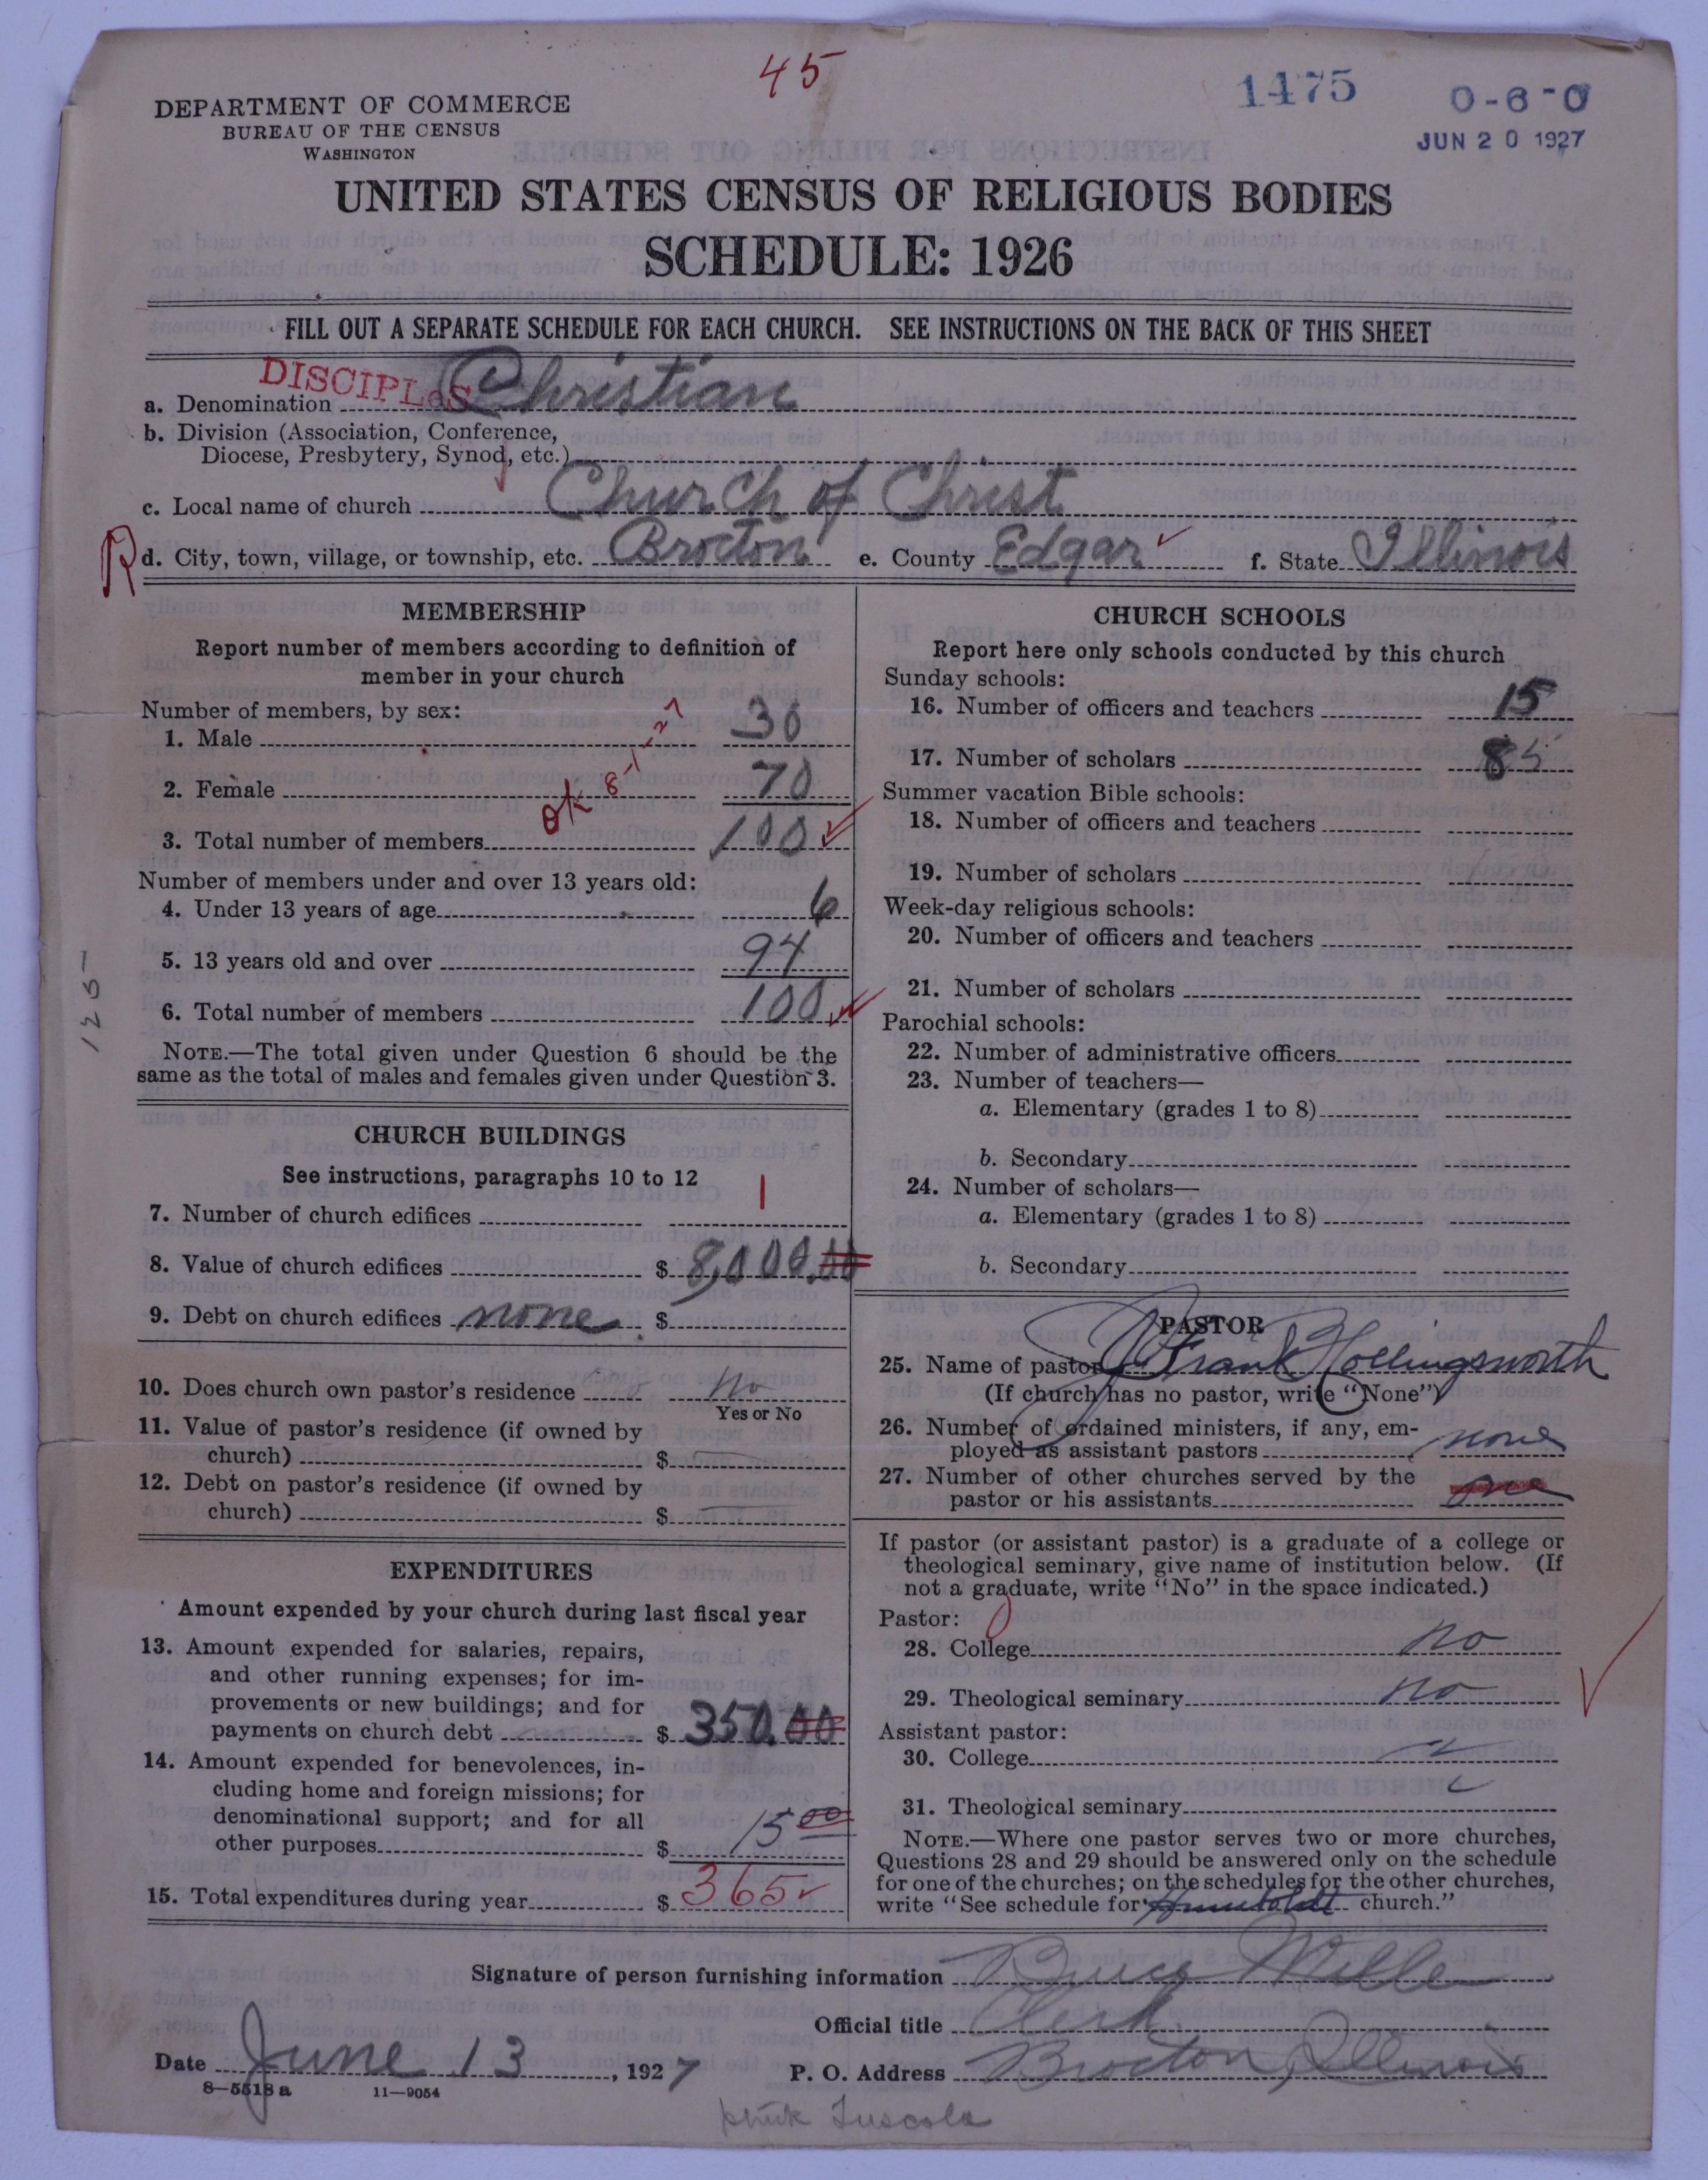 45
1475
0-6-0
JUN 20 1927
DEPARTMENT OF COMMERCE
BUREAU OF THE CENSUS
WASHINGTON
UNITED STATES CENSUS OF RELIGIOUS BODIES
SCHEDULE: 1926
FILL OUT A SEPARATE SCHEDULE FOR EACH CHURCH. SEE INSTRUCTIONS ON THE BACK OF THIS SHEET
DISCIPLES
a. Denomination Christian
b. Division (Association, Conference,
Diocese, Presbytery, Synod, etc.)
c. Local name of church Church of Christ
R d. City, town, village, or township, etc. Brocton e. County Edgar f. State Illinois
MEMBERSHIP
Report number of members according to definition of
member in your church
Number of members, by sex:
1. Male 30
2. Female 70
ok 8-1-27
3. Total number of members 100
Number of members under and over 13 years old:
4. Under 13 years of age 6
5. 13 years old and over 94
6. Total number of members 100
125-
NOTE.—The total given under Question 6 should be the
same as the total of males and females given under Question 3.
CHURCH BUILDINGS
See instructions, paragraphs 10 to 12
7. Number of church edifices 1
8. Value of church edifices $ 8,000.00
9. Debt on church edifices none $
10. Does church own pastor's residence No
Yes or No
11. Value of pastor's residence (if owned by
church) $
12. Debt on pastor's residence (if owned by
church) $
EXPENDITURES
Amount expended by your church during last fiscal year
13. Amount expended for salaries, repairs,
and other running expenses; for im-
provements or new buildings; and for
payments on church debt $ 350.00
14. Amount expended for benevolences, in-
cluding home and foreign missions; for
denominational support; and for all
other purposes $ 15 00
15. Total expenditures during year $ 365
CHURCH SCHOOLS
Report here only schools conducted by this church
Sunday schools:
16. Number of officers and teachers 15
17. Number of scholars 85
Summer vacation Bible schools:
18. Number of officers and teachers
19. Number of scholars
Week-day religious schools:
20. Number of officers and teachers
21. Number of scholars
Parochial schools:
22. Number of administrative officers
23. Number of teachers—
a. Elementary (grades 1 to 8)
b. Secondary
24. Number of scholars—
a. Elementary (grades 1 to 8)
b. Secondary
PASTOR
25. Name of pastor Frank Hollingsworth
(If church has no pastor, write "None")
26. Number of ordained ministers, if any, em-
ployed as assistant pastors none
27. Number of other churches served by the
pastor or his assistants one
If pastor (or assistant pastor) is a graduate of a college or
theological seminary, give name of institution below. (If
not a graduate, write "No" in the space indicated.)
Pastor:
28. College no
29. Theological seminary no
Assistant pastor:
30. College
31. Theological seminary
NOTE.—Where one pastor serves two or more churches,
Questions 28 and 29 should be answered only on the schedule
for one of the churches; on the schedules for the other churches,
write "See schedule for Humboldt church."
Signature of person furnishing information Bruce Miller
Official title Clerk
Date June 13, 1927 P. O. Address Brocton, Illinois
8-5518a 11-9054
Tuscola